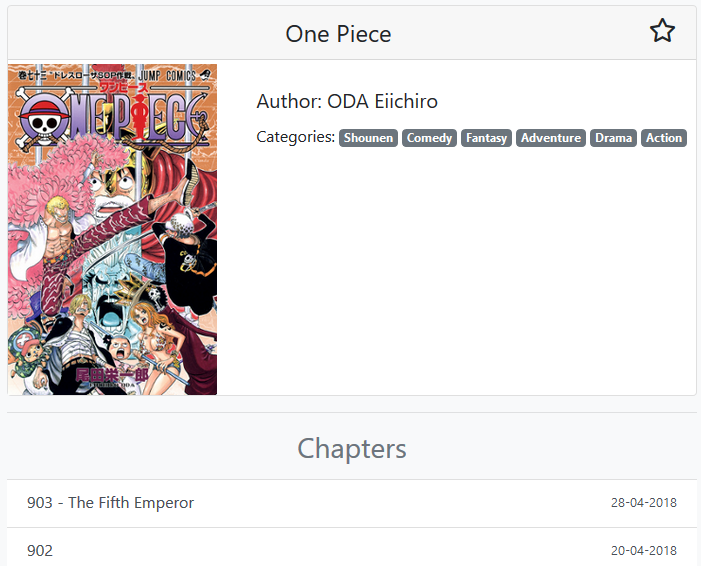 One Piece
巻七十三 "ドレスローザSOP作戦" JUMP COMICS
ワンピース
ONE PIECE
尾田栄一郎
Author: ODA Eiichiro
Categories: Shounen Comedy Fantasy Adventure Drama Action
Chapters
903 - The Fifth Emperor 28-04-2018
902 20-04-2018